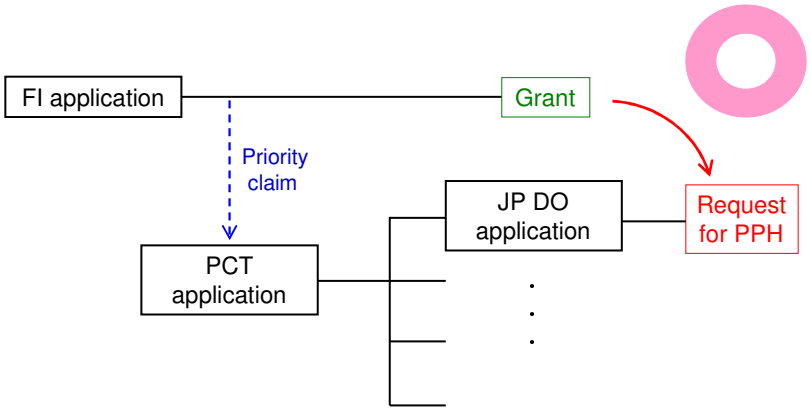 FI application
Grant
Priority
claim
JP DO
application
Request
for PPH
PCT
application